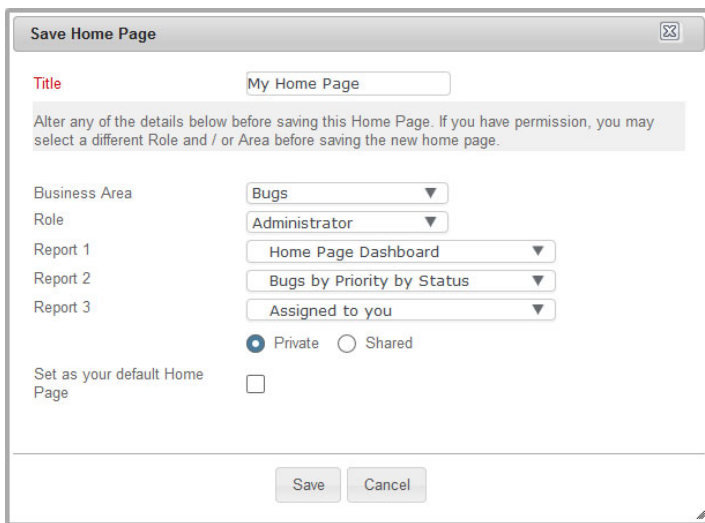 Save Home Page
Title
My Home Page
Alter any of the details below before saving this Home Page. If you have permission, you may
select a different Role and / or Area before saving the new home page.
Business Area
Bugs
Role
Administrator
Report 1
Home Page Dashboard
Report 2
Bugs by Priority by Status
Report 3
Assigned to you
Private
Shared
Set as your default Home
Page
Save
Cancel